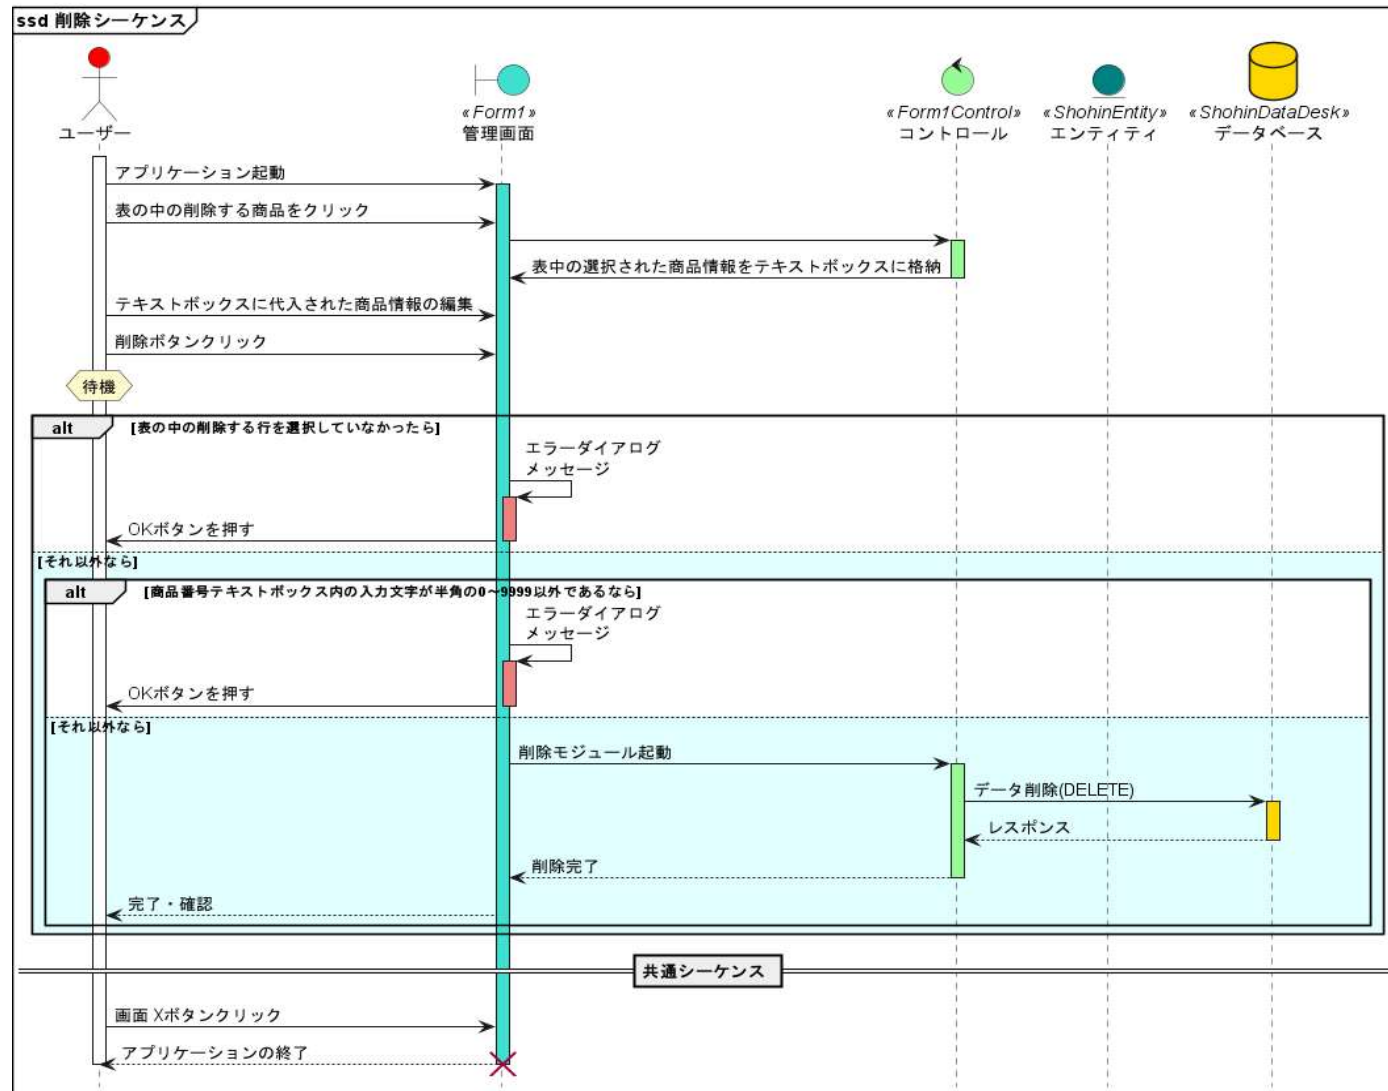 ssd 削除シーケンス
«Form1»
«Form1Control»
«ShohinEntity»
«ShohinDataDesk»
ユーザー
管理画面
コントロール
エンティティ
データベース
アプリケーション起動
表の中の削除する商品をクリック
表中の選択された商品情報をテキストボックスに格納
テキストボックスに代入された商品情報の編集
削除ボタンクリック
待機
alt
[表の中の削除する行を選択していなかったら]
エラーダイアログ
メッセージ
OKボタンを押す
[それ以外なら]
alt
[商品番号テキストボックス内の入力文字が半角の0～9999以外であるなら]
エラーダイアログ
メッセージ
OKボタンを押す
[それ以外なら]
削除モジュール起動
データ削除(DELETE)
レスポンス
削除完了
完了・確認
共通シーケンス
画面 Xボタンクリック
アプリケーションの終了